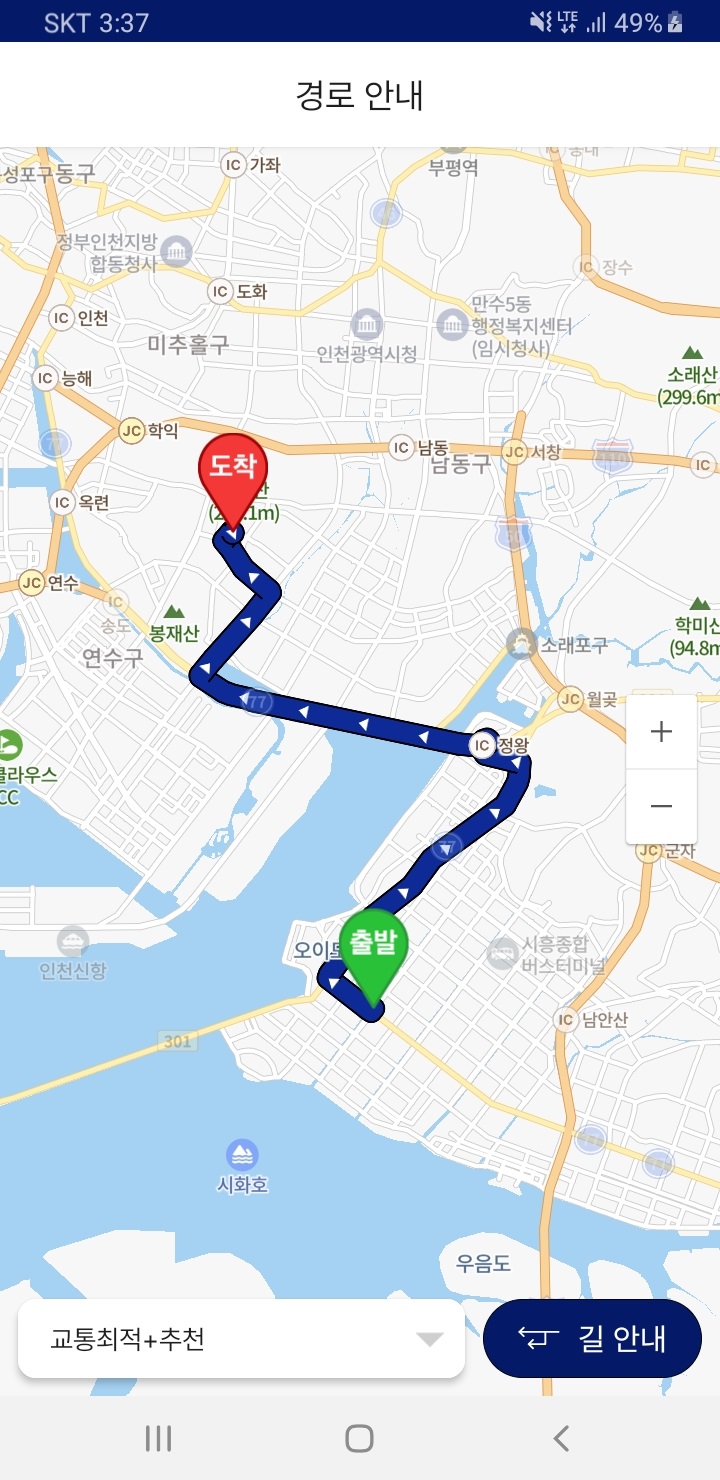 SKT 3:37
LTE
49%
경로 안내
IC 가좌
부평역
IC
성포구
동구
정부인천지방
합동청사
IC 장수
IC 도화
만수5동
행정복지센터
(임시청사)
IC 인천
미추홀구
인천광역시청
소래산
(299.6m
IC 능해
JC 학익
IC 남동
남동구
JC 서창
IC
도착
IC 옥련
JC 연수
IC
송도
봉재산
연수구
소래포구
학미산
(94.8m
77
JC 월곶
IC 정왕
클라우스
CC
+
−
77
JC 군자
출발
오이도
시흥종합
버스터미널
인천신항
IC 남안산
301
시화호
우음도
교통최적+추천
길 안내